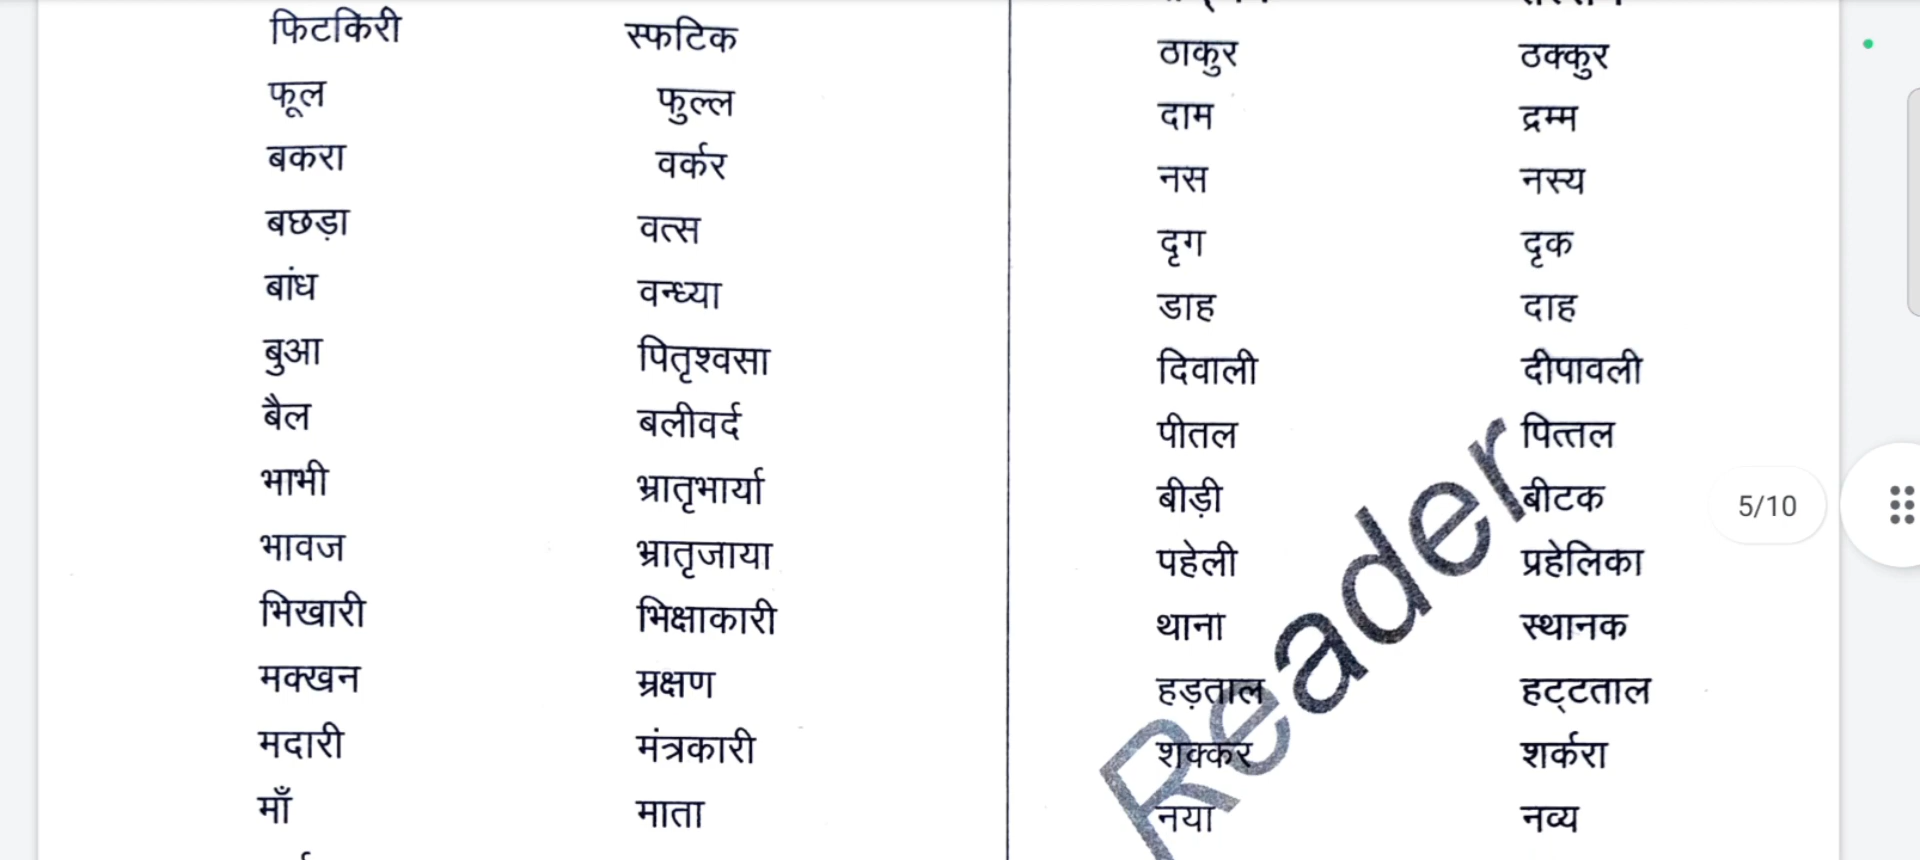 फिटकिरी स्फटिक
फूल फुल्ल
बकरा वर्कर
बछड़ा वत्स
बांध वन्ध्या
बुआ पितृश्वसा
बैल बलीवर्द
भाभी भ्रातृभार्या
भावज भ्रातृजाया
भिखारी भिक्षाकारी
मक्खन म्रक्षण
मदारी मंत्रकारी
माँ माता
ठाकुर ठक्कुर
दाम द्रम्म
नस नस्य
दृग दृक
डाह दाह
दिवाली दीपावली
पीतल पित्तल
बीड़ी बीटक
पहेली प्रहेलिका
थाना स्थानक
हड़ताल हट्टताल
शक्कर शर्करा
नया नव्य
Reader
5/10